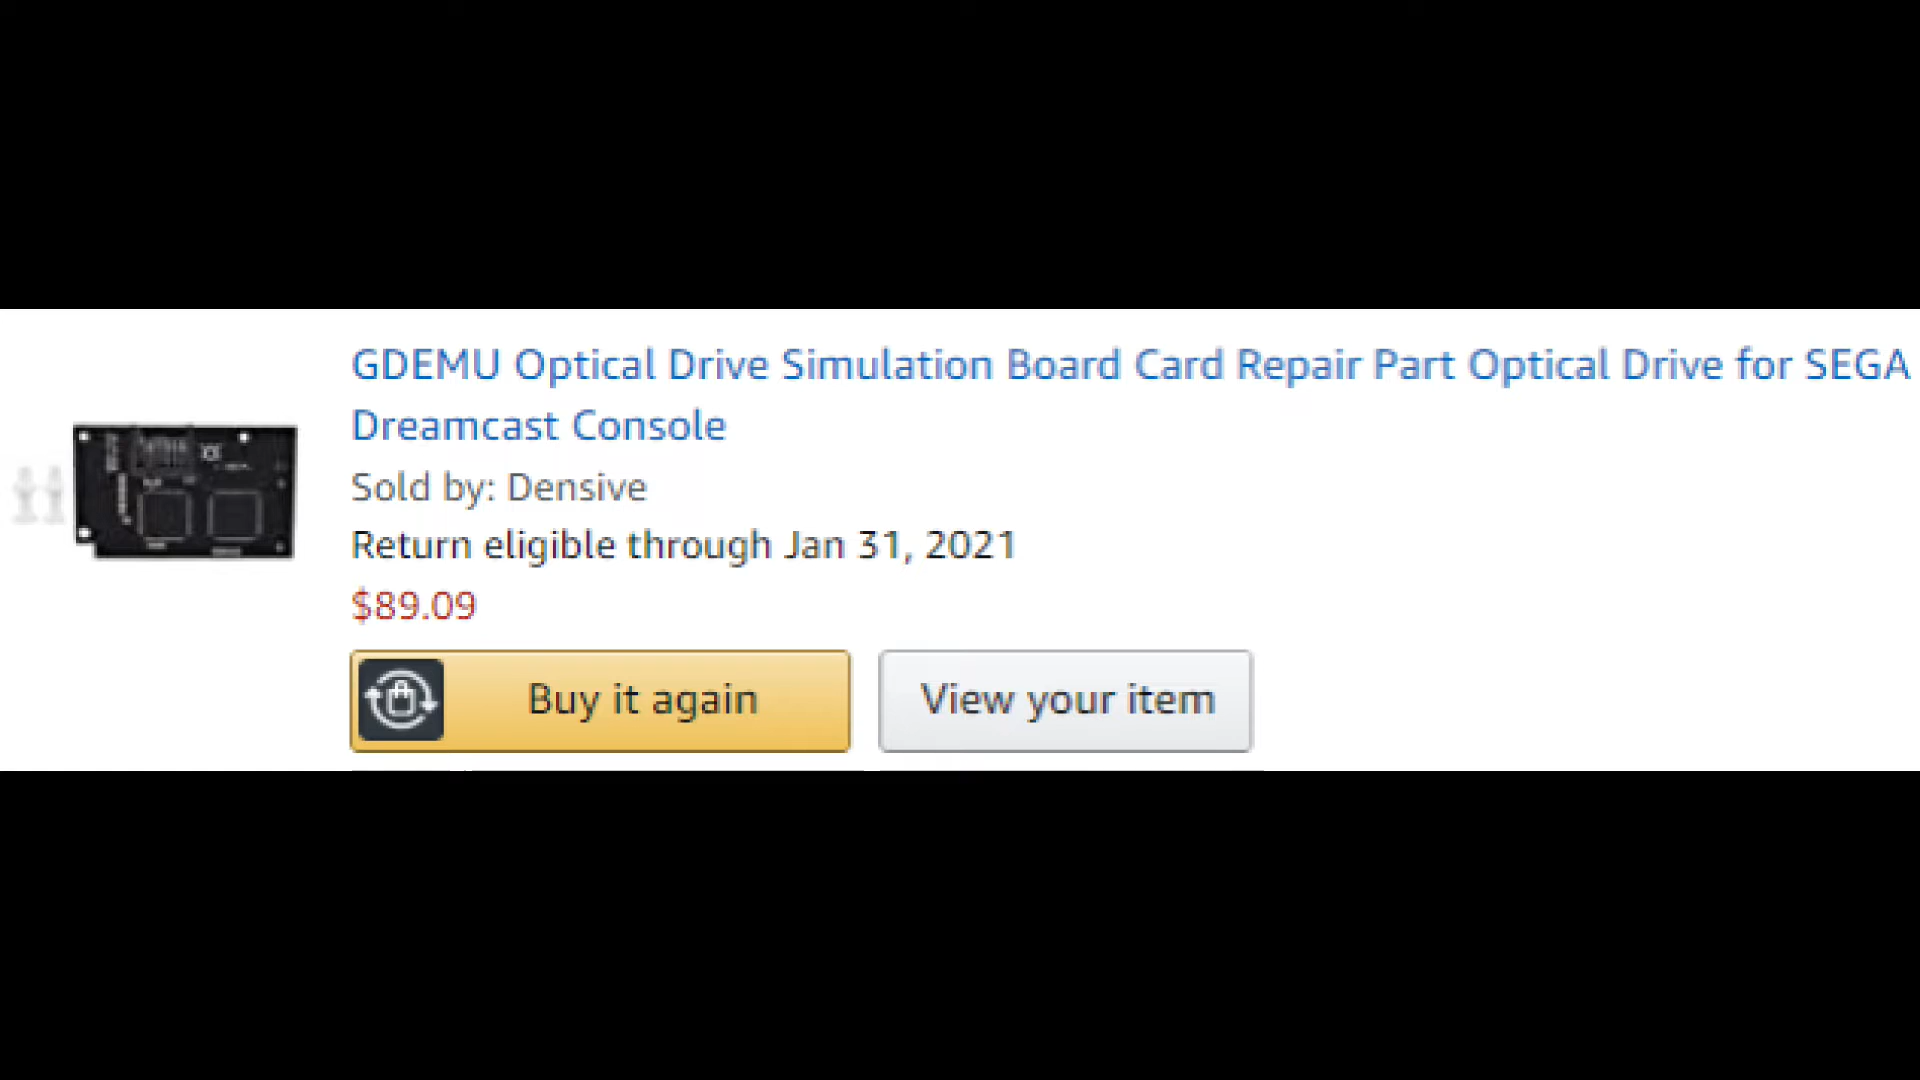 GDEMU Optical Drive Simulation Board Card Repair Part Optical Drive for SEGA
Dreamcast Console
Sold by: Densive
Return eligible through Jan 31, 2021
$89.09
Buy it again
View your item